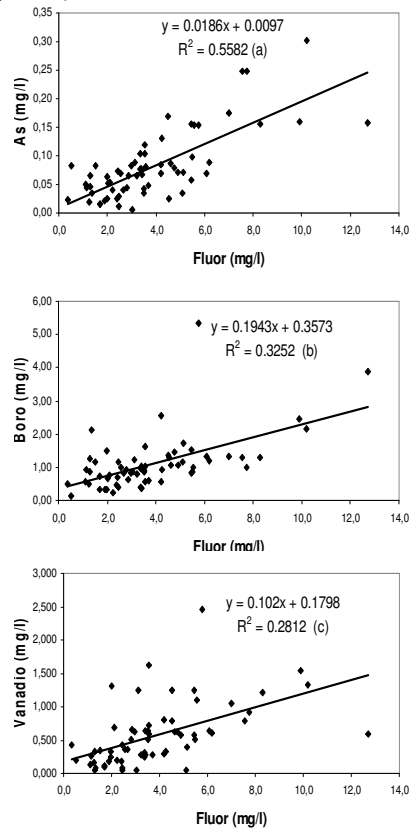 0,35
0,30
0,25
0,20
0,15
0,10
0,05
0,00
As (mg/l)
y = 0.0186x + 0.0097
R² = 0.5582 (a)
0,0 2,0 4,0 6,0 8,0 10,0 12,0 14,0
Fluor (mg/l)
6,00
5,00
4,00
3,00
2,00
1,00
0,00
Boro (mg/l)
y = 0.1943x + 0.3573
R² = 0.3252 (b)
0,0 2,0 4,0 6,0 8,0 10,0 12,0 14,0
Fluor (mg/l)
3,000
2,500
2,000
1,500
1,000
0,500
0,000
Vanadio (mg/l)
y = 0.102x + 0.1798
R² = 0.2812 (c)
0,0 2,0 4,0 6,0 8,0 10,0 12,0 14,0
Fluor (mg/l)